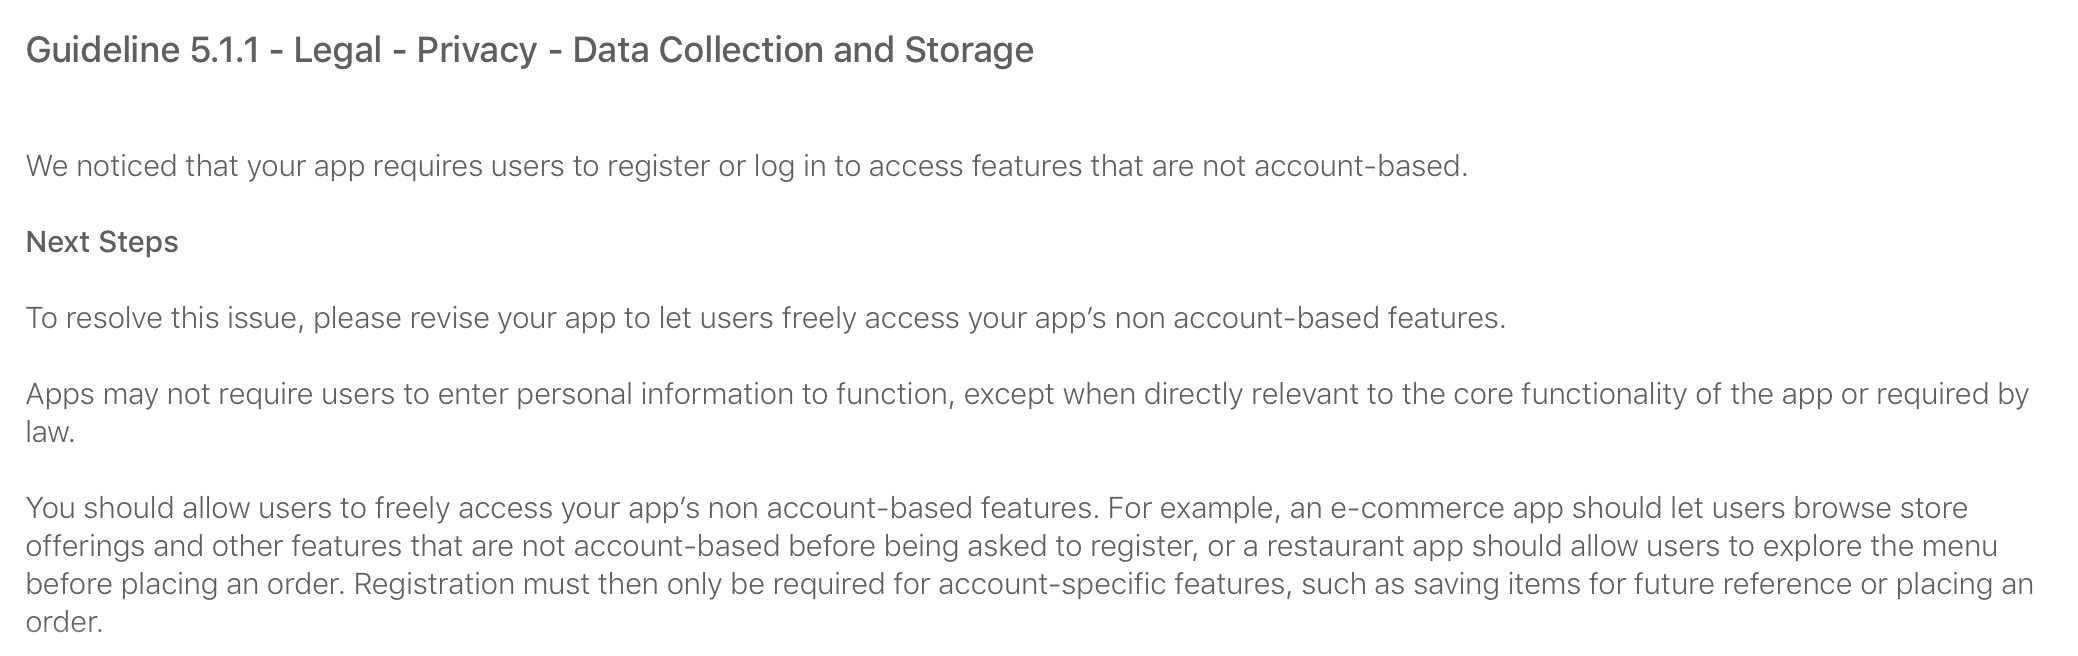 Guideline 5.1.1 - Legal - Privacy - Data Collection and Storage
We noticed that your app requires users to register or log in to access features that are not account-based.
Next Steps
To resolve this issue, please revise your app to let users freely access your app’s non account-based features.
Apps may not require users to enter personal information to function, except when directly relevant to the core functionality of the app or required by
law.
You should allow users to freely access your app’s non account-based features. For example, an e-commerce app should let users browse store
offerings and other features that are not account-based before being asked to register, or a restaurant app should allow users to explore the menu
before placing an order. Registration must then only be required for account-specific features, such as saving items for future reference or placing an
order.